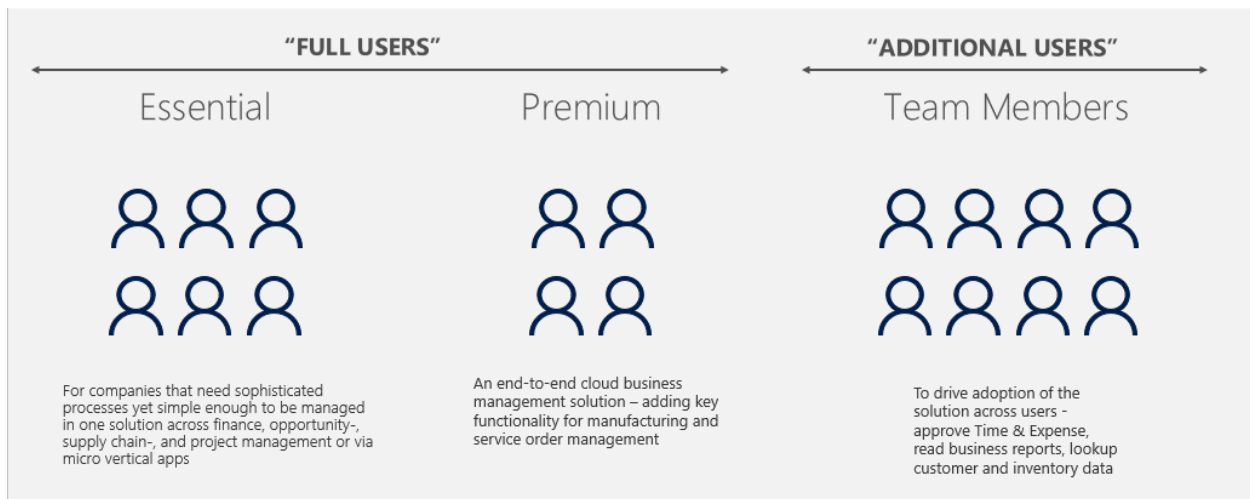 “FULL USERS”
“ADDITIONAL USERS”
Essential
Premium
Team Members
For companies that need sophisticated
processes yet simple enough to be managed
in one solution across finance, opportunity-,
supply chain-, and project management or via
micro vertical apps
An end-to-end cloud business
management solution – adding key
functionality for manufacturing and
service order management
To drive adoption of the
solution across users -
approve Time & Expense,
read business reports, lookup
customer and inventory data